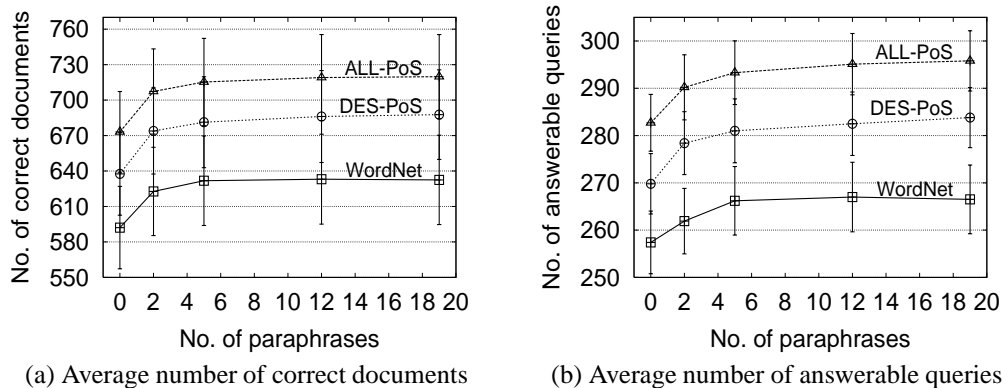 760
730
700
670
640
610
580
550
No. of correct documents
ALL-PoS
DES-PoS
WordNet
0 2 4 6 8 10 12 14 16 18 20
No. of paraphrases
(a) Average number of correct documents
300
290
280
270
260
250
No. of answerable queries
ALL-PoS
DES-PoS
WordNet
0 2 4 6 8 10 12 14 16 18 20
No. of paraphrases
(b) Average number of answerable queries